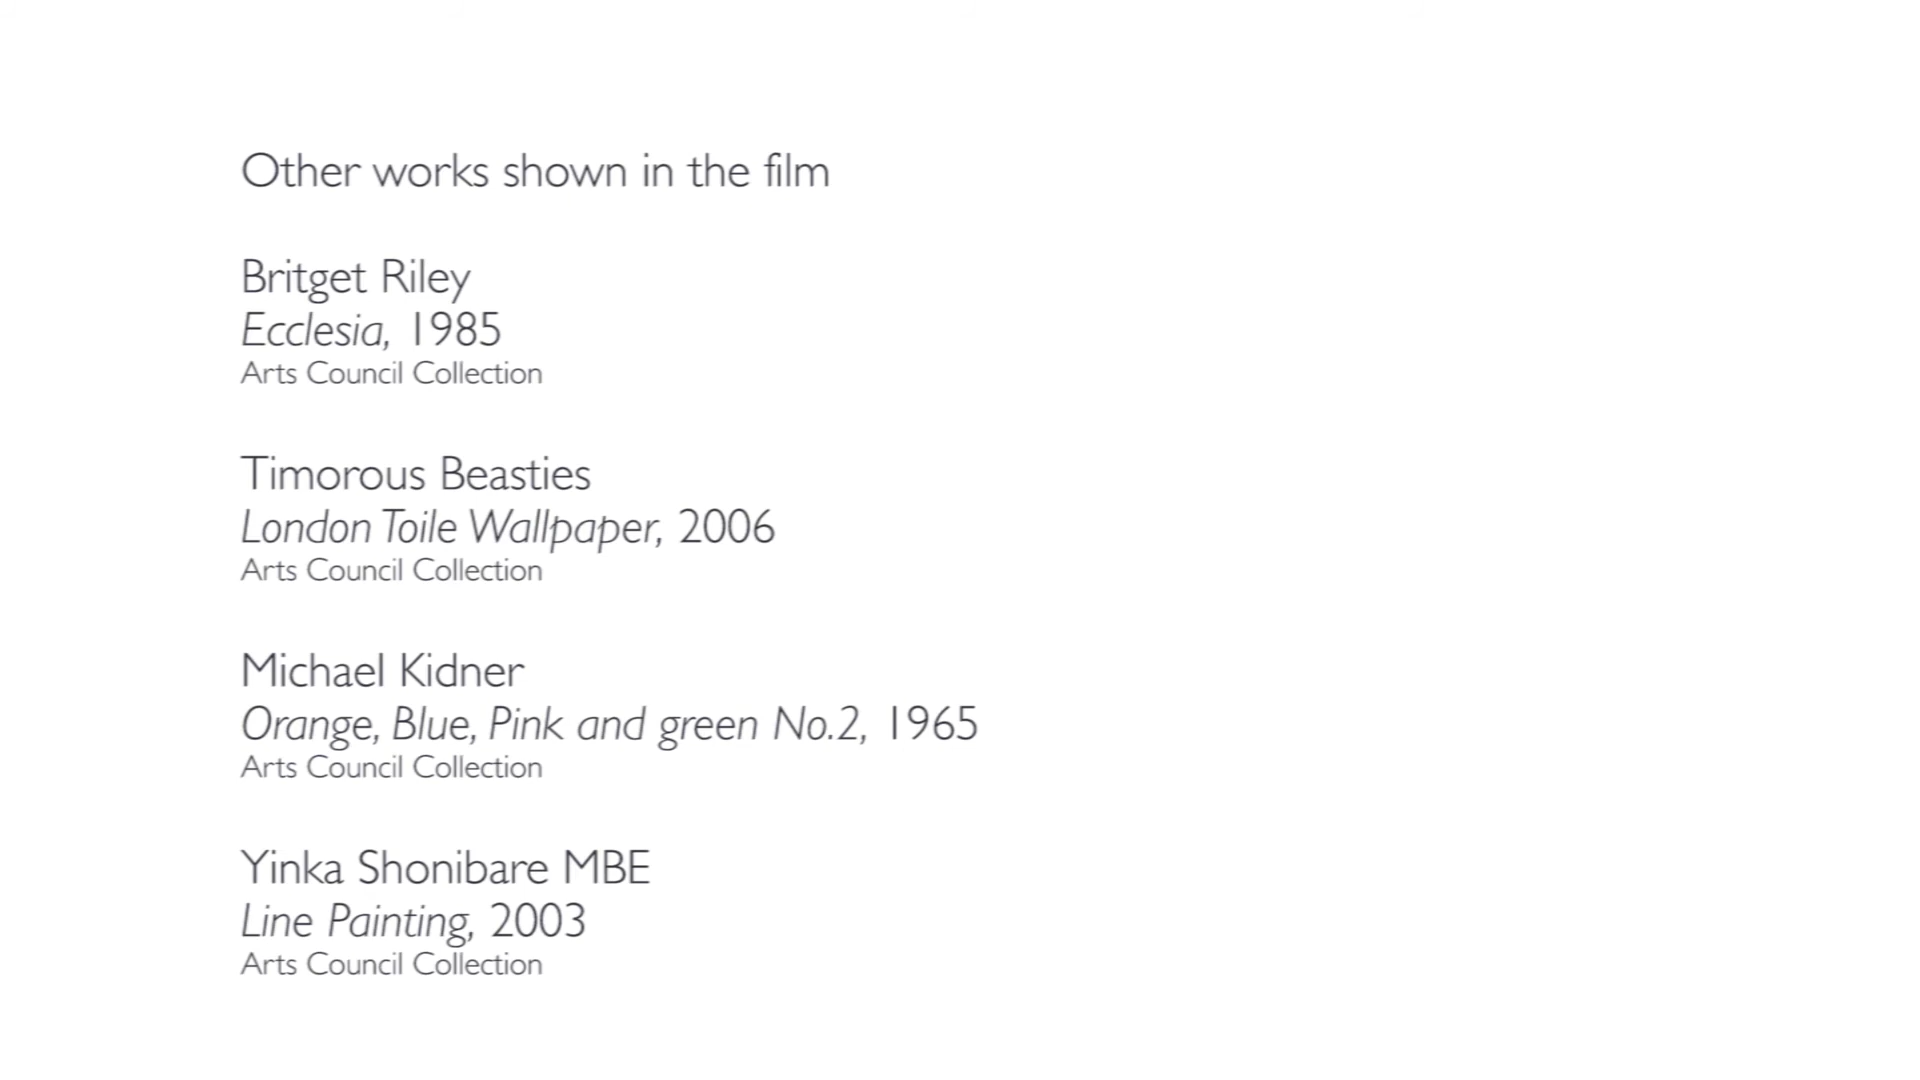 Other works shown in the film
Britget Riley
Ecclesia, 1985
Arts Council Collection
Timorous Beasties
London Toile Wallpaper, 2006
Arts Council Collection
Michael Kidner
Orange, Blue, Pink and green No.2, 1965
Arts Council Collection
Yinka Shonibare MBE
Line Painting, 2003
Arts Council Collection